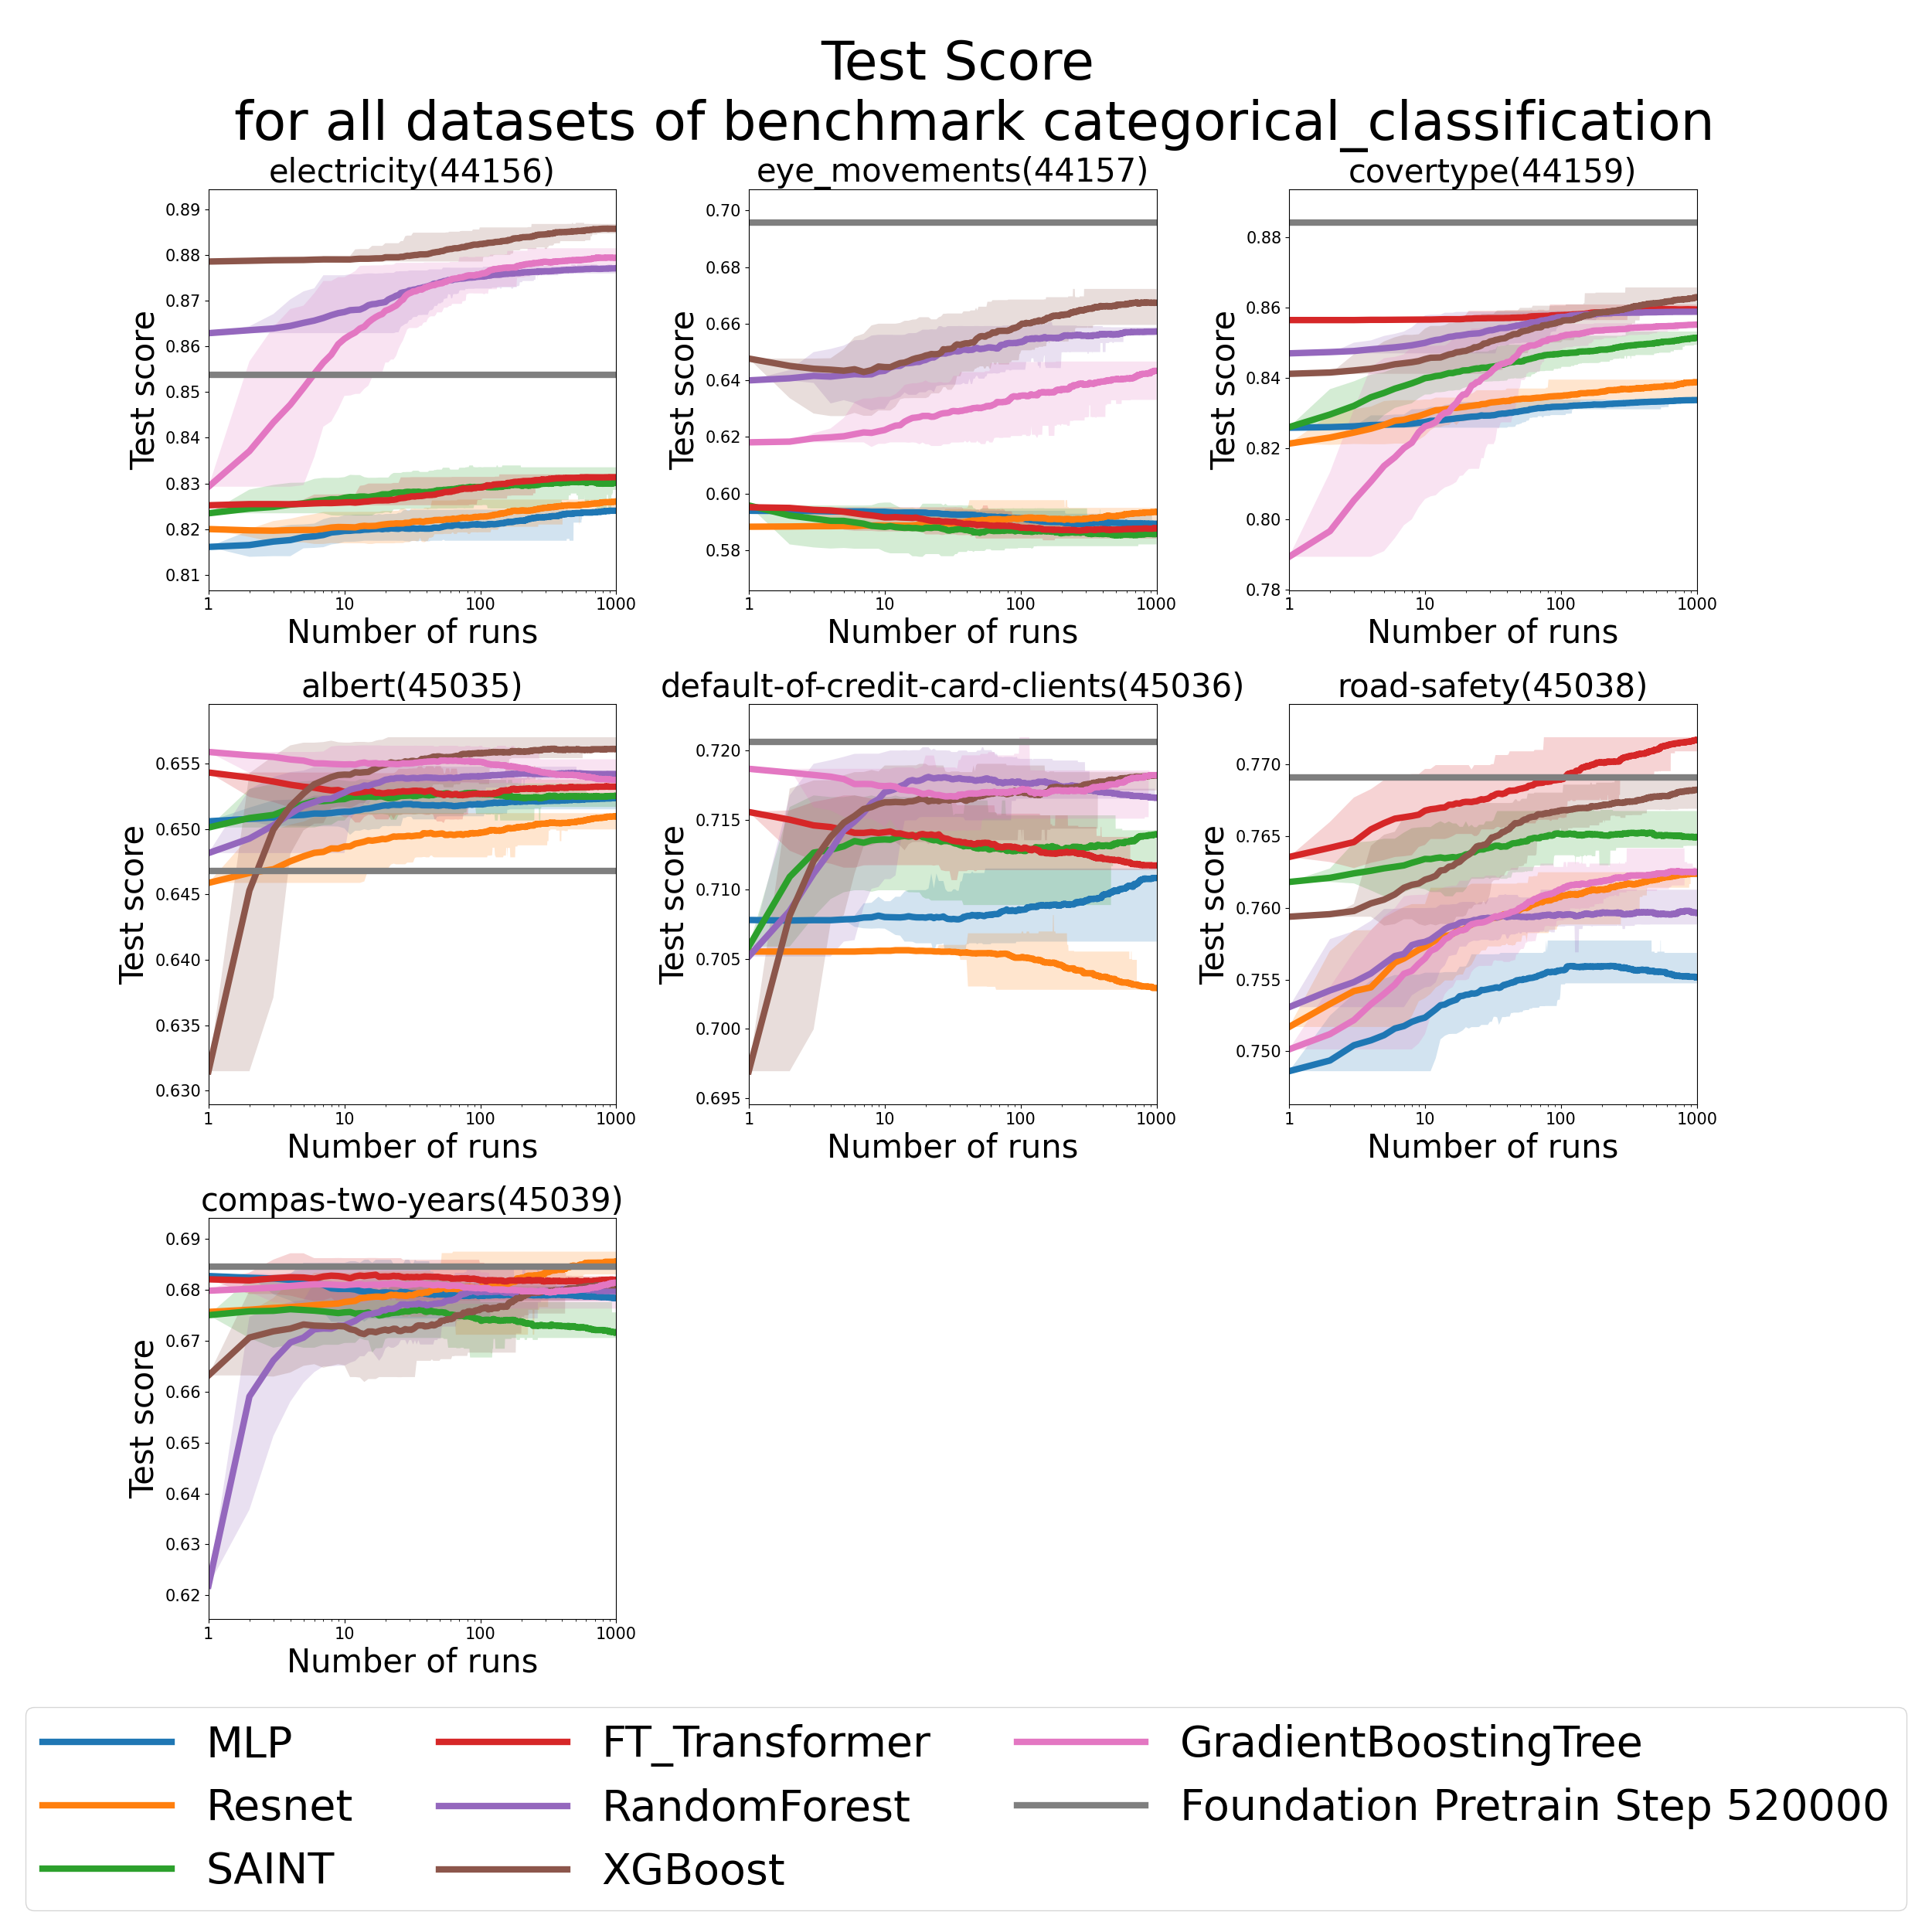 Test Score
for all datasets of benchmark categorical_classification
electricity(44156)
eye_movements(44157)
covertype(44159)
0.89
0.88
0.87
0.86
0.85
0.84
0.83
0.82
0.81
Test score
1
10
100
1000
Number of runs
0.70
0.68
0.66
0.64
0.62
0.60
0.58
Test score
1
10
100
1000
Number of runs
0.88
0.86
0.84
0.82
0.80
0.78
Test score
1
10
100
1000
Number of runs
albert(45035)
default-of-credit-card-clients(45036)
road-safety(45038)
0.655
0.650
0.645
0.640
0.635
0.630
Test score
1
10
100
1000
Number of runs
0.720
0.715
0.710
0.705
0.700
0.695
Test score
1
10
100
1000
Number of runs
0.770
0.765
0.760
0.755
0.750
Test score
1
10
100
1000
Number of runs
compas-two-years(45039)
0.69
0.68
0.67
0.66
0.65
0.64
0.63
0.62
Test score
1
10
100
1000
Number of runs
MLP
Resnet
SAINT
FT_Transformer
RandomForest
XGBoost
GradientBoostingTree
Foundation Pretrain Step 520000